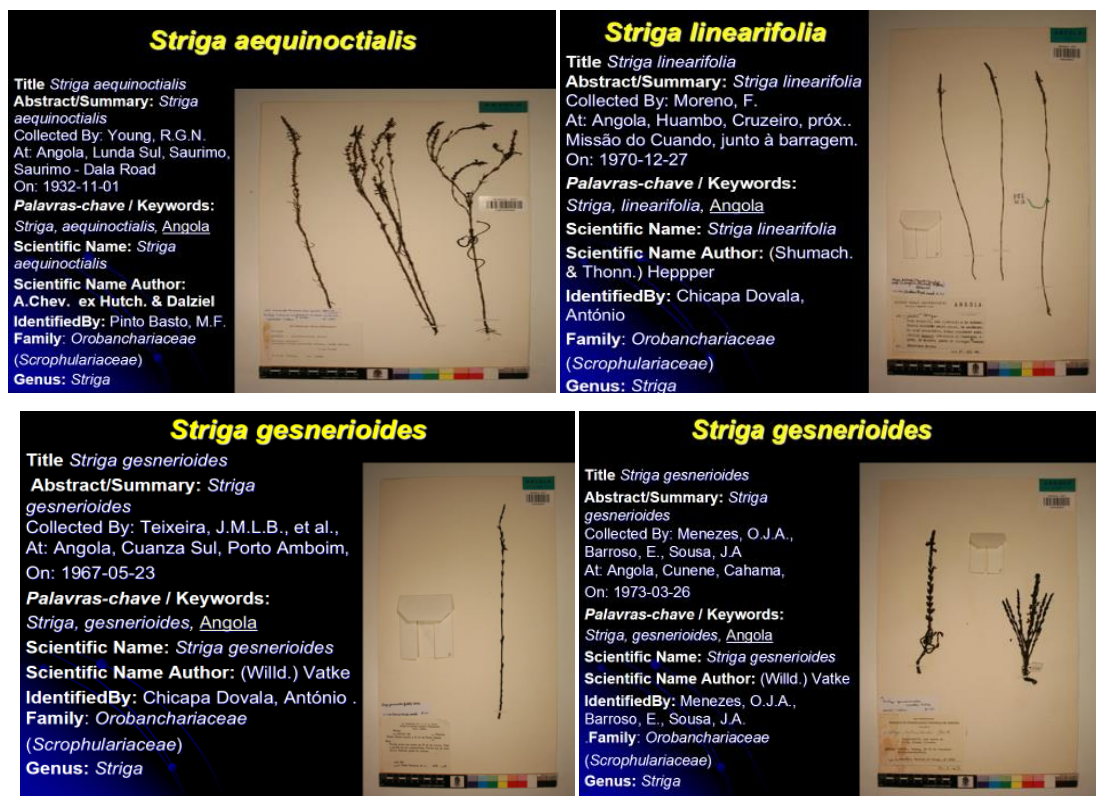 Striga aequinoctialis
Title Striga aequinoctialis
Abstract/Summary: Striga
aequinoctialis
Collected By: Young, R.G.N.
At: Angola, Lunda Sul, Saurimo,
Saurimo - Dala Road
On: 1932-11-01
Palavras-chave / Keywords:
Striga, aequinoctialis, Angola
Scientific Name: Striga
aequinoctialis
Scientific Name Author:
A.Chev. ex Hutch. & Dalziel
IdentifiedBy: Pinto Basto, M.F.
Family: Orobanchariaceae
(Scrophulariaceae)
Genus: Striga
Striga linearifolia
Title Striga linearifolia
Abstract/Summary: Striga linearifolia
Collected By: Moreno, F.
At: Angola, Huambo, Cruzeiro, próx..
Missão do Cuando, junto à barragem.
On: 1970-12-27
Palavras-chave / Keywords:
Striga, linearifolia, Angola
Scientific Name: Striga linearifolia
Scientific Name Author: (Shumach.
& Thonn.) Heppper
IdentifiedBy: Chicapa Dovala,
António
Family: Orobanchariaceae
(Scrophulariaceae)
Genus: Striga
ANGOLA
Striga gesnerioides
Title Striga gesnerioides
Abstract/Summary: Striga
gesnerioides
Collected By: Teixeira, J.M.L.B., et al.,
At: Angola, Cuanza Sul, Porto Amboim,
On: 1967-05-23
Palavras-chave / Keywords:
Striga, gesnerioides, Angola
Scientific Name: Striga gesnerioides
Scientific Name Author: (Willd.) Vatke
IdentifiedBy: Chicapa Dovala, António .
Family: Orobanchariaceae
(Scrophulariaceae)
Genus: Striga
Striga gesnerioides
Title Striga gesnerioides
Abstract/Summary: Striga
gesnerioides
Collected By: Menezes, O.J.A.,
Barroso, E., Sousa, J.A
At: Angola, Cunene, Cahama,
On: 1973-03-26
Palavras-chave / Keywords:
Striga, gesnerioides, Angola
Scientific Name: Striga gesnerioides
Scientific Name Author: (Willd.) Vatke
IdentifiedBy: Menezes, O.J.A.,
Barroso, E., Sousa, J.A.
.Family: Orobanchariaceae
(Scrophulariaceae)
Genus: Striga